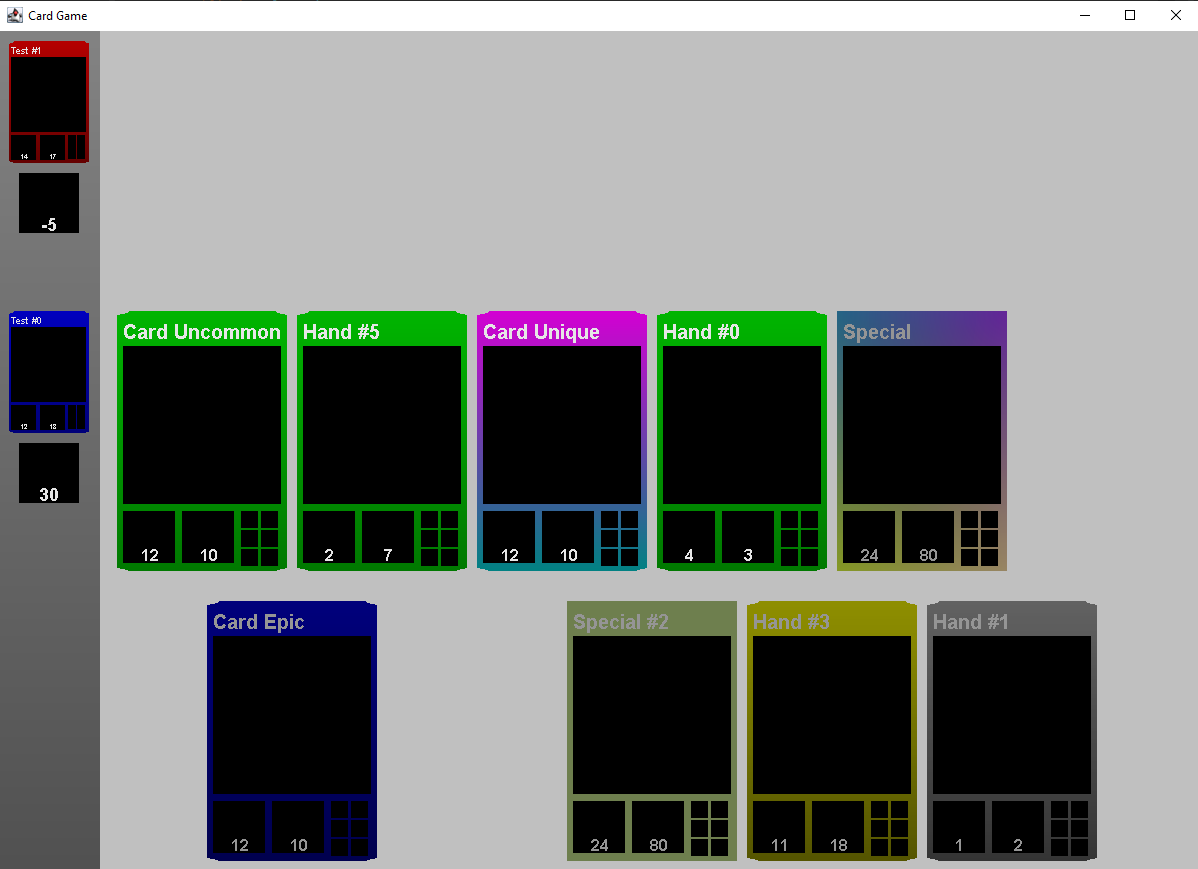 Card Game
Test #1
14 17
-5
Test #0
12 18
30
Card Uncommon
12 10
Hand #5
2 7
Card Unique
12 10
Hand #0
4 3
Special
24 80
Card Epic
12 10
Special #2
24 80
Hand #3
11 18
Hand #1
1 2